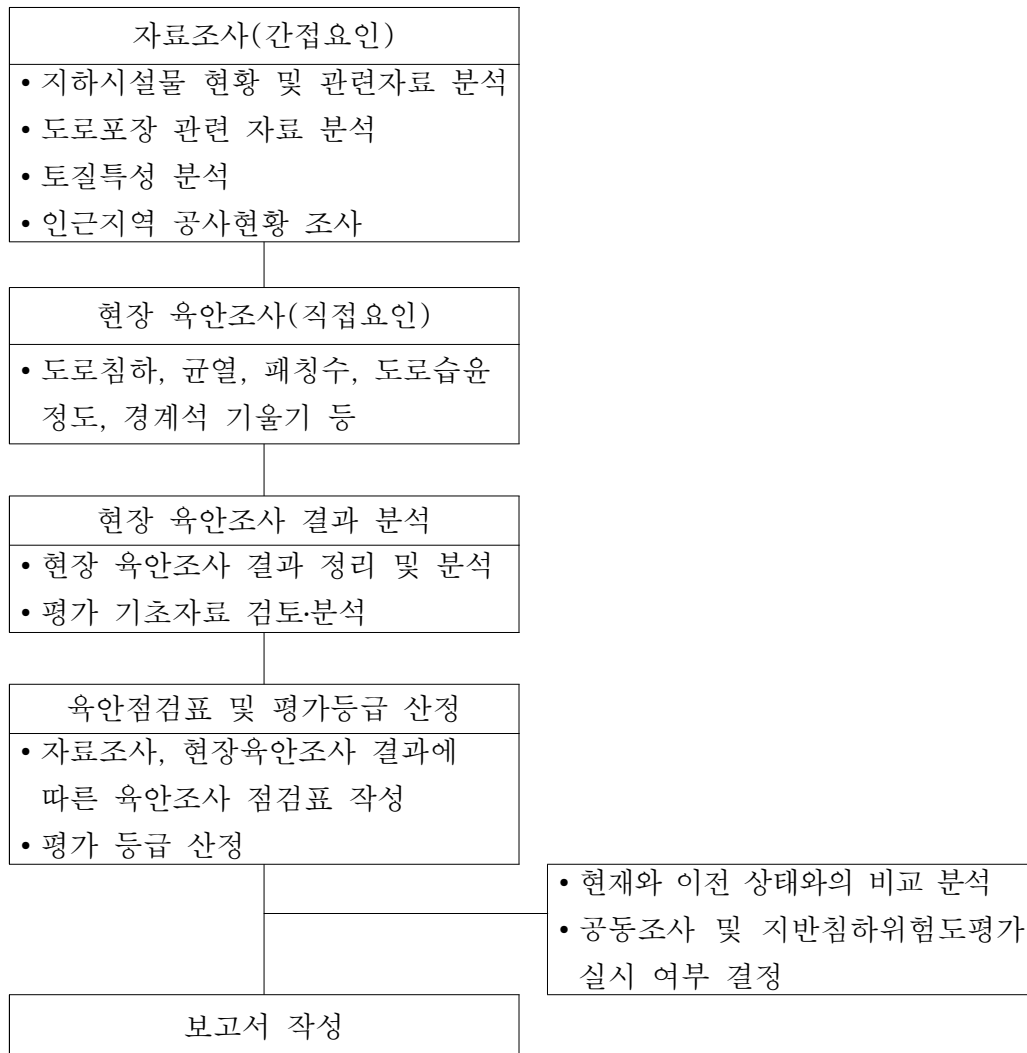 자료조사(간접요인)
• 지하시설물 현황 및 관련자료 분석
• 도로포장 관련 자료 분석
• 토질특성 분석
• 인근지역 공사현황 조사
현장 육안조사(직접요인)
• 도로침하, 균열, 패칭수, 도로습윤
정도, 경계석 기울기 등
현장 육안조사 결과 분석
• 현장 육안조사 결과 정리 및 분석
• 평가 기초자료 검토·분석
육안점검표 및 평가등급 산정
• 자료조사, 현장육안조사 결과에
따른 육안조사 점검표 작성
• 평가 등급 산정
• 현재와 이전 상태와의 비교 분석
• 공동조사 및 지반침하위험도평가
실시 여부 결정
보고서 작성